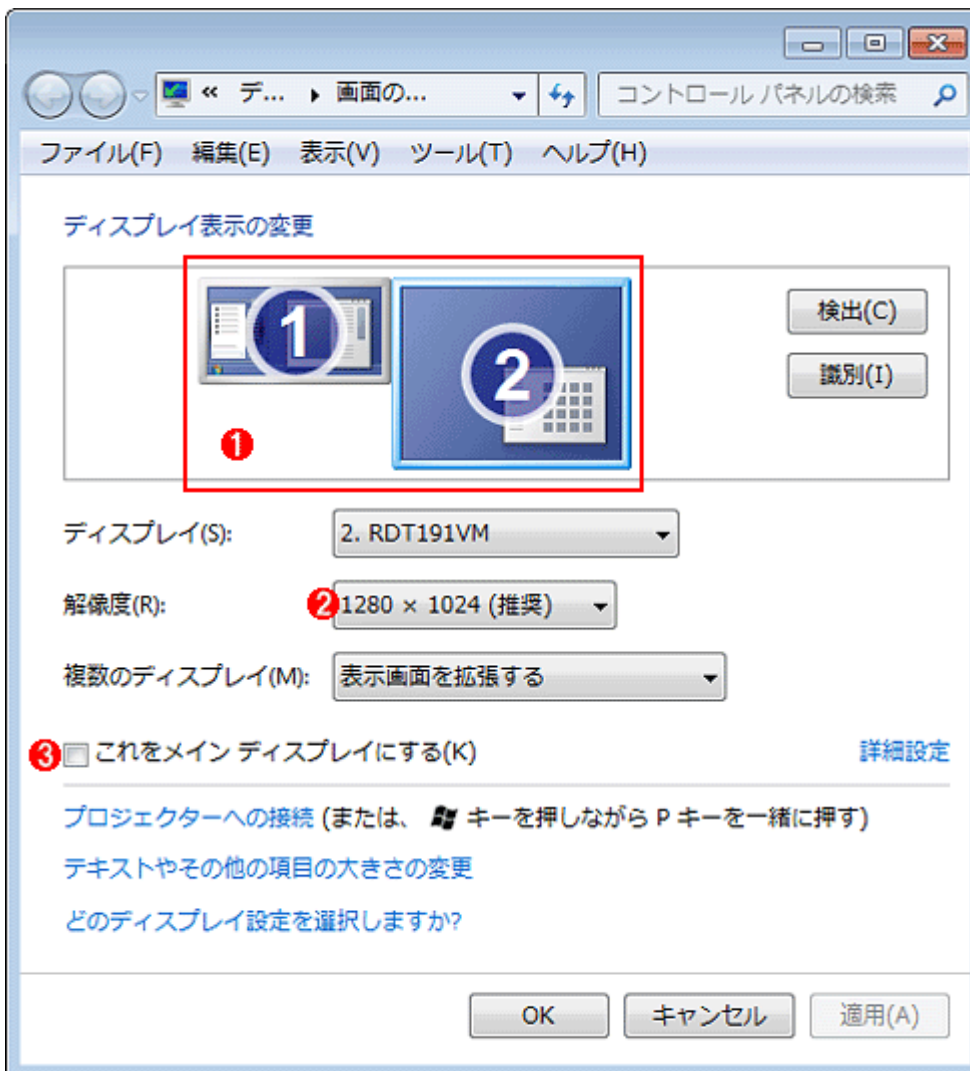 « デ... ▸ 画面の... コントロール パネルの検索
ファイル(F) 編集(E) 表示(V) ツール(T) ヘルプ(H)
ディスプレイ表示の変更
1 2
検出(C)
識別(I)
1
ディスプレイ(S): 2. RDT191VM
解像度(R): 2 1280 × 1024 (推奨)
複数のディスプレイ(M): 表示画面を拡張する
3 これをメイン ディスプレイにする(K) 詳細設定
プロジェクターへの接続 (または、 キーを押しながら P キーを一緒に押す)
テキストやその他の項目の大きさの変更
どのディスプレイ設定を選択しますか?
OK キャンセル 適用(A)